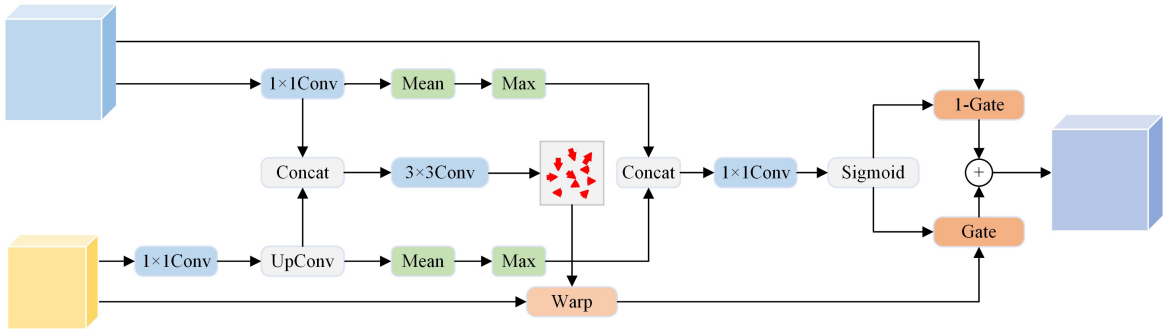 1×1Conv Mean Max
1-Gate
Concat 3×3Conv Concat 1×1Conv Sigmoid +
Gate
1×1Conv UpConv Mean Max
Warp